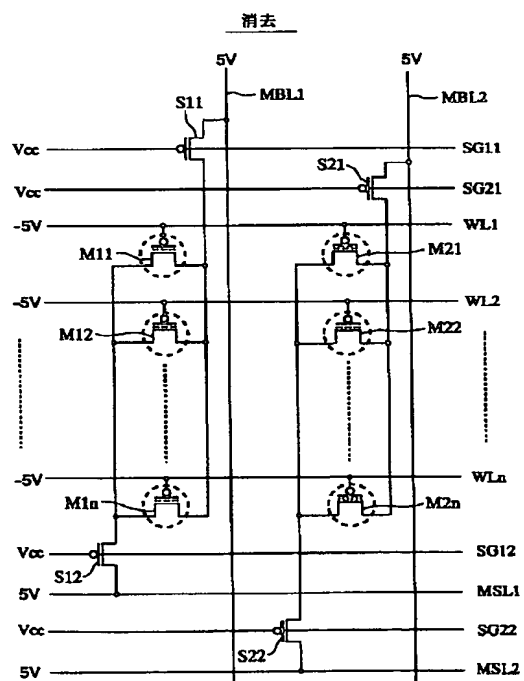 消去
5V 5V
MBL1 MBL2
S11
Vcc SG11
S21
Vcc SG21
-5V WL1
M11 M21
-5V WL2
M12 M22
-5V WLn
M1n M2n
Vcc SG12
S12
5V MSL1
Vcc SG22
S22
5V MSL2